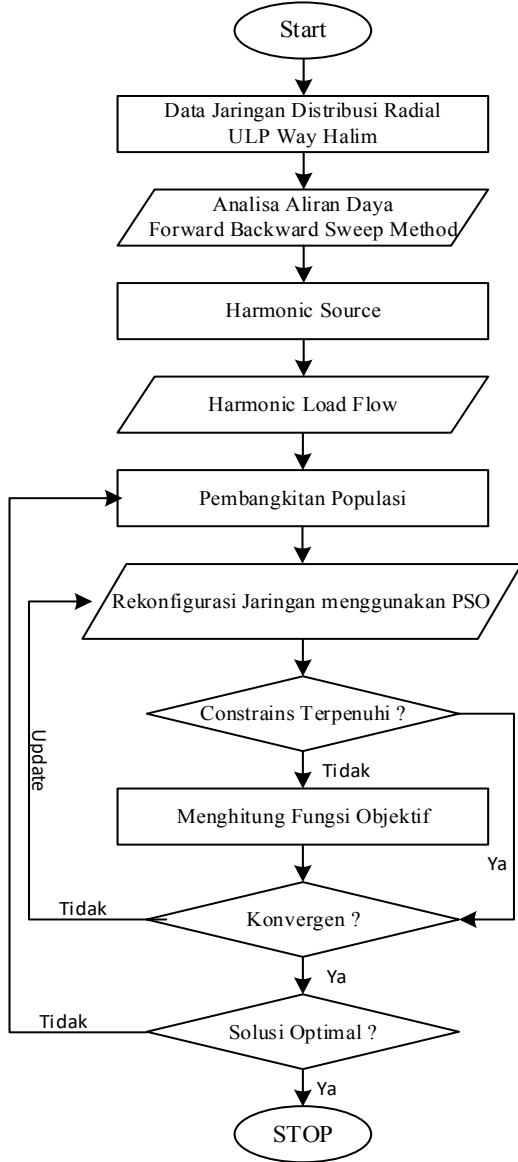 Start
Data Jaringan Distribusi Radial
ULP Way Halim
Analisa Aliran Daya
Forward Backward Sweep Method
Harmonic Source
Harmonic Load Flow
Pembangkitan Populasi
Rekonfigurasi Jaringan menggunakan PSO
Constrains Terpenuhi ?
Update
Tidak
Menghitung Fungsi Objektif
Ya
Tidak
Konvergen ?
Ya
Tidak
Solusi Optimal ?
Ya
STOP